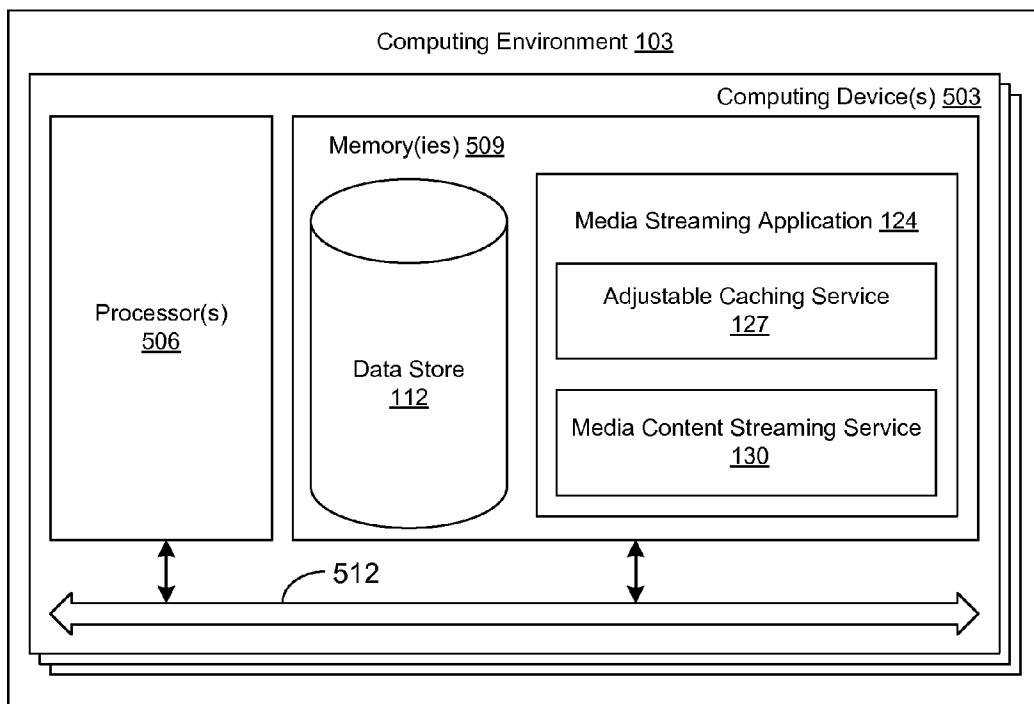 Computing Environment 103
Computing Device(s) 503
Memory(ies) 509
Media Streaming Application 124
Adjustable Caching Service
127
Processor(s)
506
Data Store
112
Media Content Streaming Service
130
512